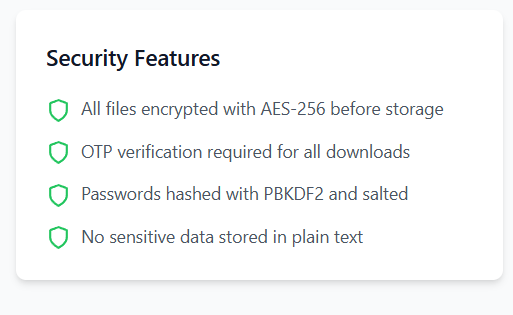 Security Features
All files encrypted with AES-256 before storage
OTP verification required for all downloads
Passwords hashed with PBKDF2 and salted
No sensitive data stored in plain text